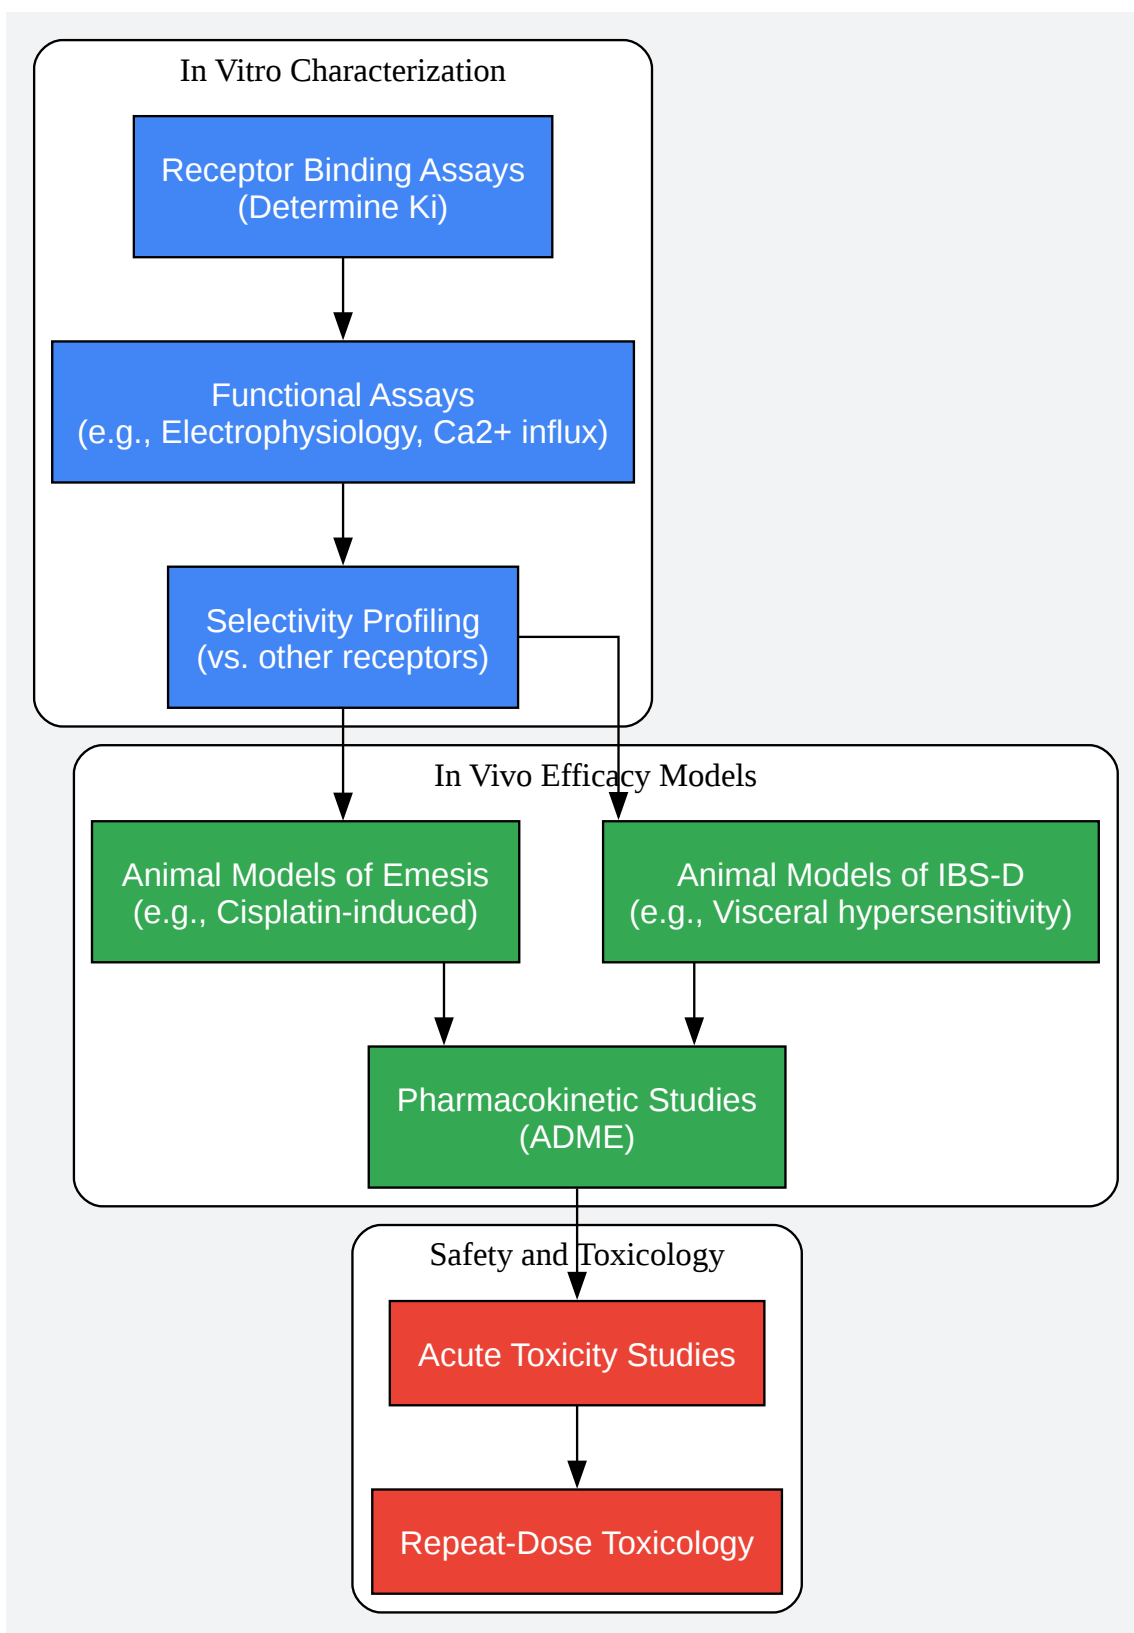 In Vitro Characterization
Receptor Binding Assays
(Determine Ki)
Functional Assays
(e.g., Electrophysiology, Ca2+ influx)
Selectivity Profiling
(vs. other receptors)
In Vivo Efficacy Models
Animal Models of Emesis
(e.g., Cisplatin-induced)
Animal Models of IBS-D
(e.g., Visceral hypersensitivity)
Pharmacokinetic Studies
(ADME)
Safety and Toxicology
Acute Toxicity Studies
Repeat-Dose Toxicology